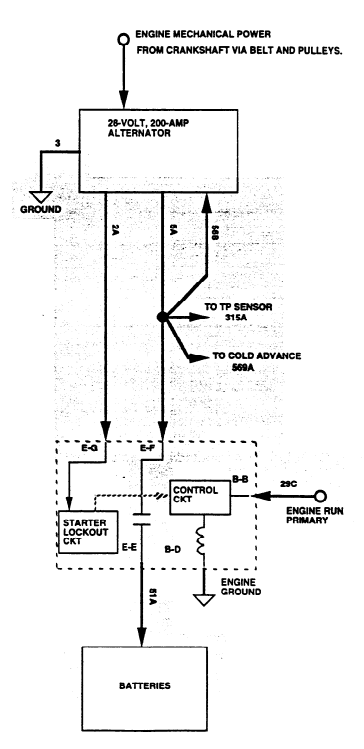 ENGINE MECHANICAL POWER
FROM CRANKSHAFT VIA BELT AND PULLEYS.
28-VOLT, 200-AMP
ALTERNATOR
3
GROUND
2A
5A
56B
TO TP SENSOR
315A
TO COLD ADVANCE
569A
E-G
E-F
B-B
29C
CONTROL
CKT
ENGINE RUN
PRIMARY
STARTER
LOCKOUT
CKT
E-E
B-D
ENGINE
GROUND
51A
BATTERIES